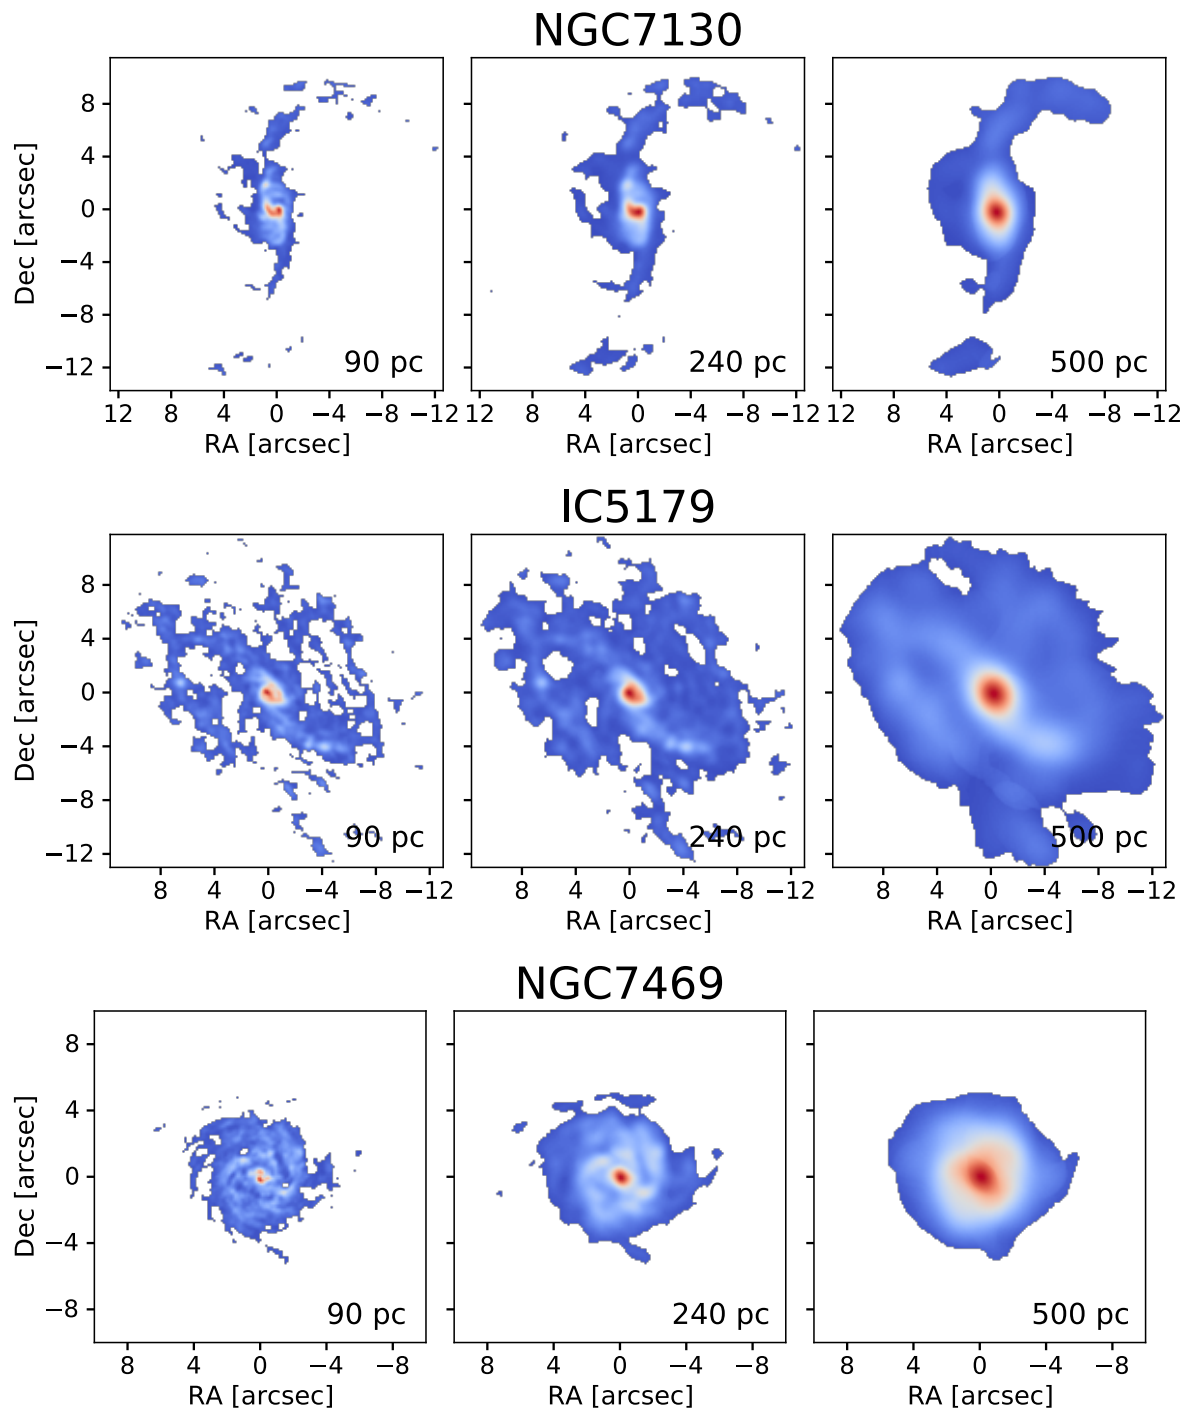 NGC7130
8
4
0
−4
−8
−12
Dec [arcsec]
90 pc
240 pc
500 pc
12 8 4 0 −4 −8 −12
12 8 4 0 −4 −8 −12
12 8 4 0 −4 −8 −12
RA [arcsec]
RA [arcsec]
RA [arcsec]
IC5179
8
4
0
−4
−8
−12
Dec [arcsec]
90 pc
240 pc
500 pc
8 4 0 −4 −8 −12
8 4 0 −4 −8 −12
8 4 0 −4 −8 −12
RA [arcsec]
RA [arcsec]
RA [arcsec]
NGC7469
8
4
0
−4
−8
Dec [arcsec]
90 pc
240 pc
500 pc
8 4 0 −4 −8
8 4 0 −4 −8
8 4 0 −4 −8
RA [arcsec]
RA [arcsec]
RA [arcsec]